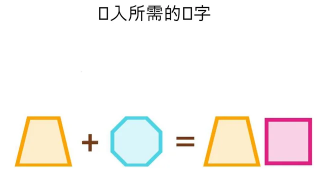 ▯入所需的▯字
+ =